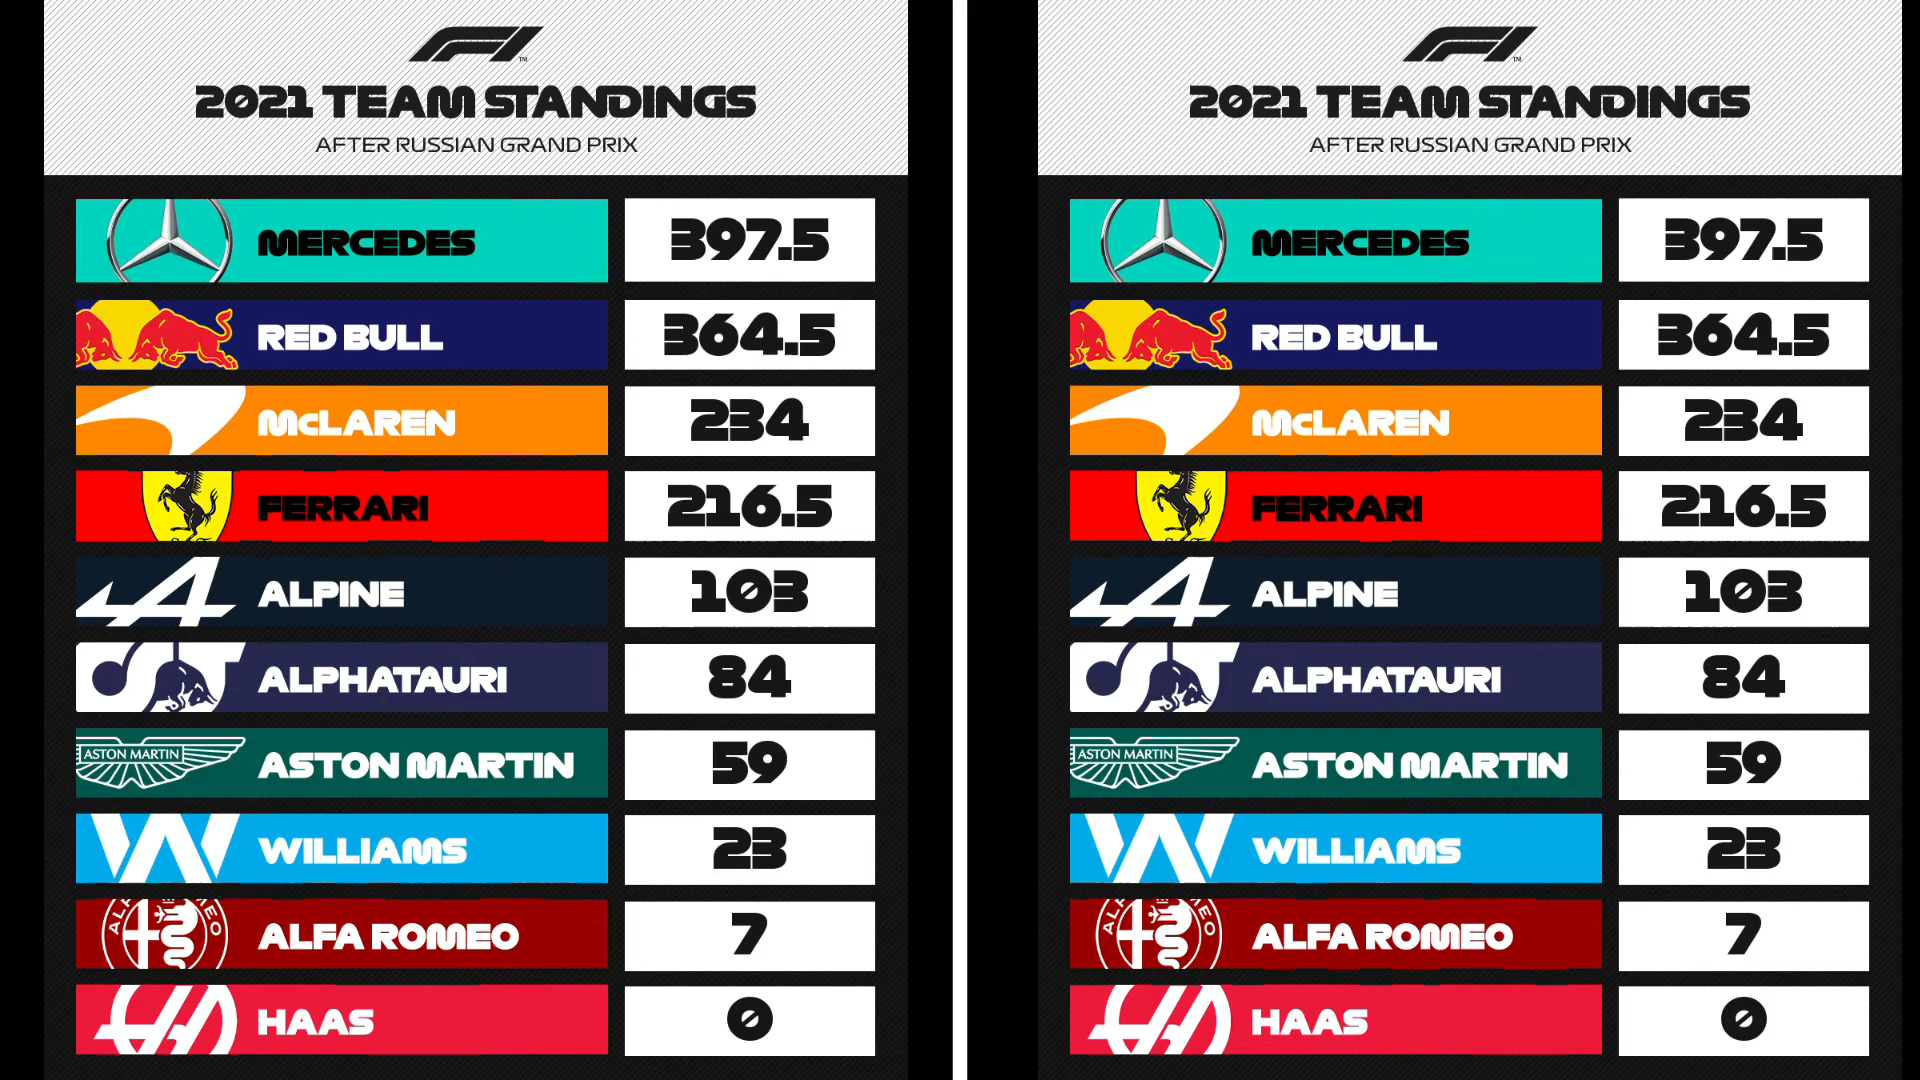 F1™
2021 TEAM STANDINGS
AFTER RUSSIAN GRAND PRIX
MERCEDES 397.5
RED BULL 364.5
McLAREN 234
FERRARI 216.5
ALPINE 103
ALPHATAURI 84
ASTON MARTIN ASTON MARTIN 59
WILLIAMS 23
ALFA ROMEO 7
HAAS 0
F1™
2021 TEAM STANDINGS
AFTER RUSSIAN GRAND PRIX
MERCEDES 397.5
RED BULL 364.5
McLAREN 234
FERRARI 216.5
ALPINE 103
ALPHATAURI 84
ASTON MARTIN ASTON MARTIN 59
WILLIAMS 23
ALFA ROMEO 7
HAAS 0